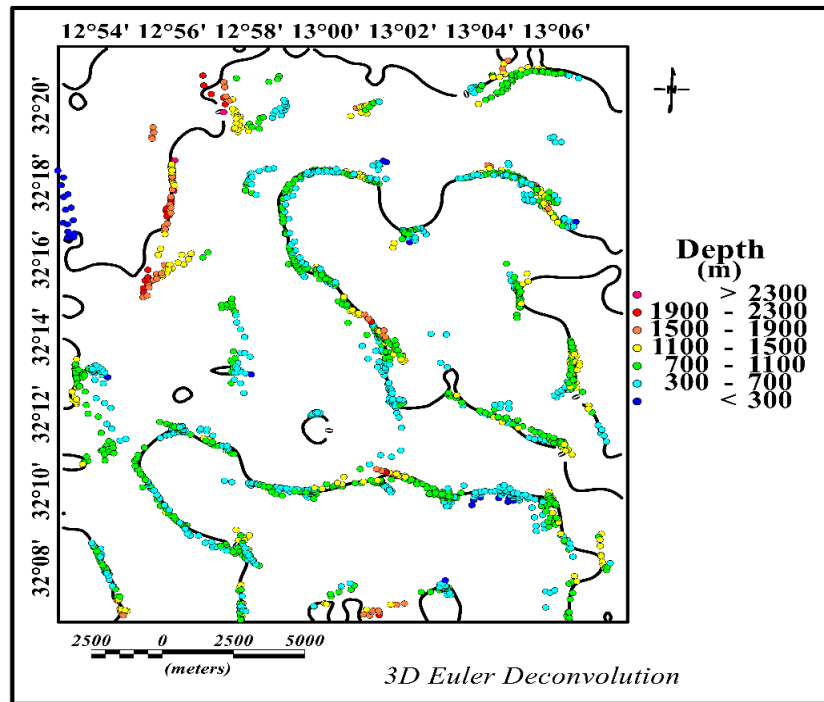 12°54' 12°56' 12°58' 13°00' 13°02' 13°04' 13°06'
32°20'
32°18'
32°16'
32°14'
32°12'
32°10'
32°08'
N
Depth
(m)
> 2300
1900 - 2300
1500 - 1900
1100 - 1500
700 - 1100
300 - 700
< 300
2500 0 2500 5000
(meters)
3D Euler Deconvolution